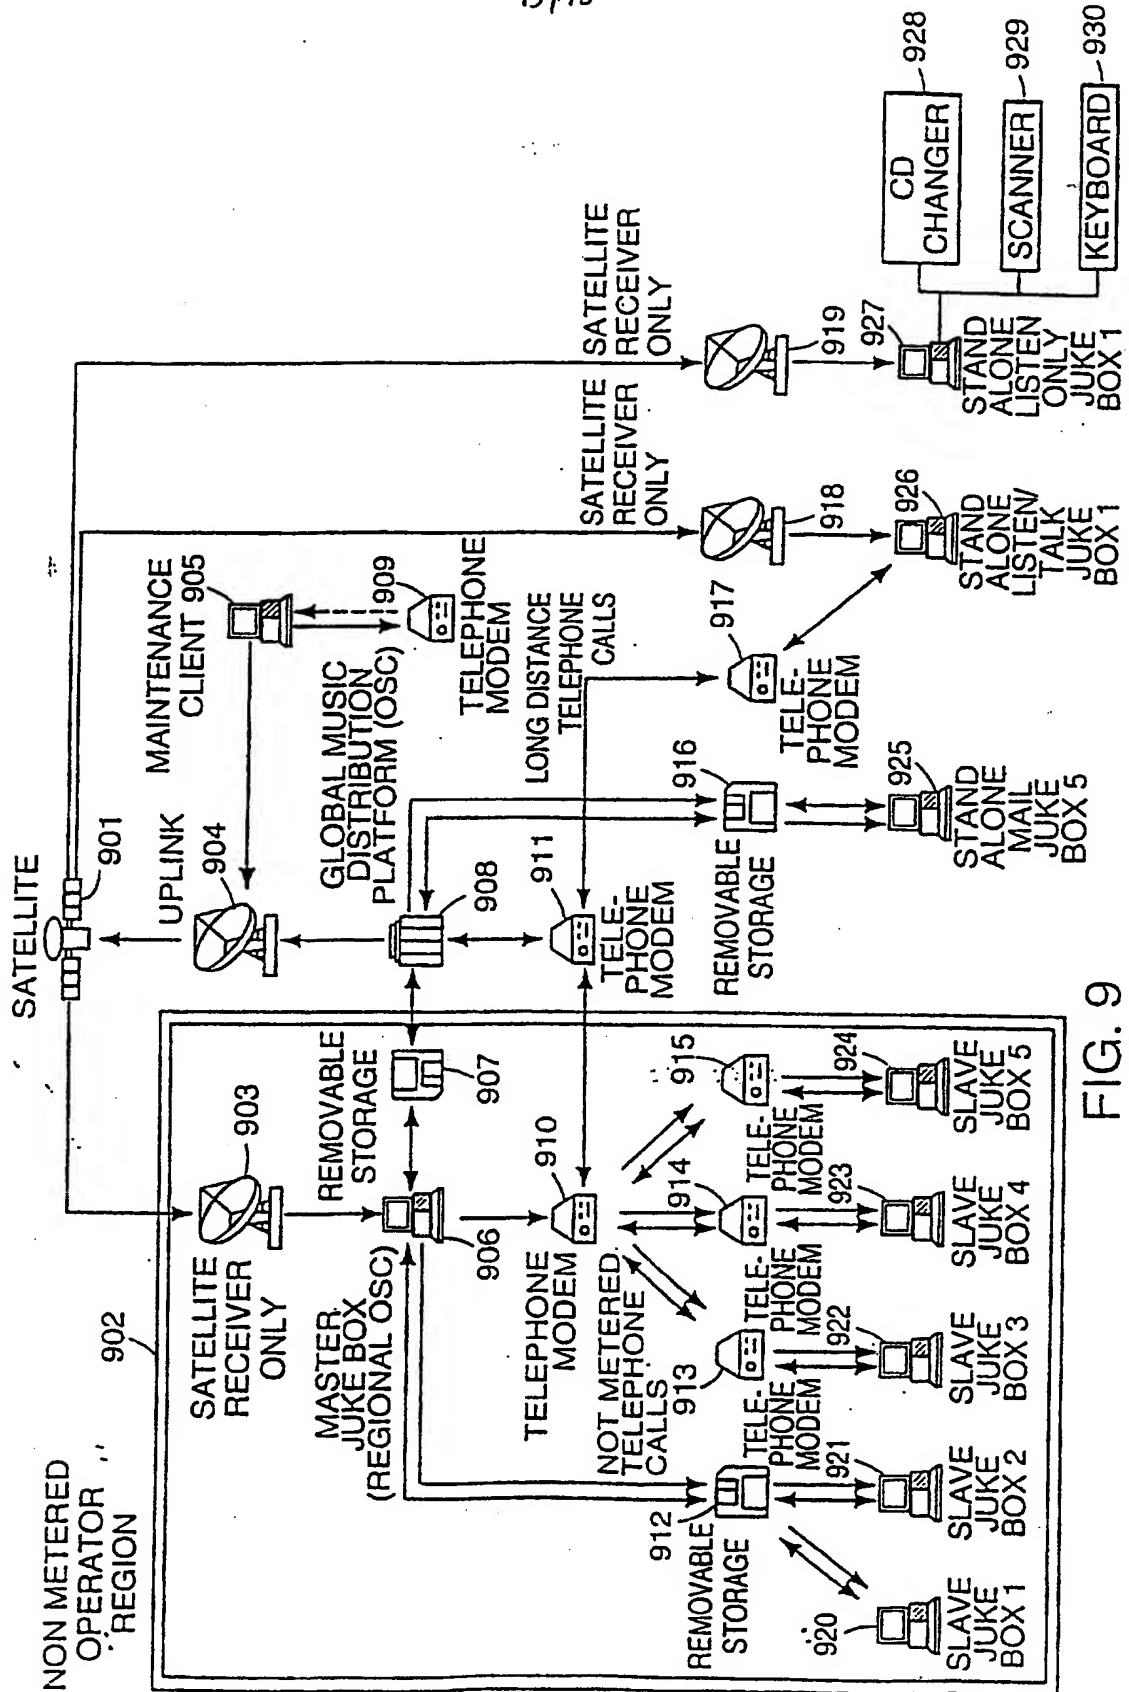 SATELLITE
901
NON METERED
OPERATOR
REGION
902
SATELLITE
RECEIVER
ONLY
903
UPLINK
904
MAINTENANCE
CLIENT 905
MASTER
JUKE BOX
(REGIONAL OSC)
906
REMOVABLE
STORAGE
907
GLOBAL MUSIC
DISTRIBUTION
PLATFORM (OSC)
908
909
TELEPHONE
MODEM
TELEPHONE
MODEM
910
911
TELE-
PHONE
MODEM
LONG DISTANCE
TELEPHONE
CALLS
SATELLITE
RECEIVER
ONLY
SATELLITE
RECEIVER
ONLY
NOT METERED
TELEPHONE
CALLS
912
REMOVABLE
STORAGE
913
TELE-
PHONE
MODEM
914
TELE-
PHONE
MODEM
915
TELE-
PHONE
MODEM
916
REMOVABLE
STORAGE
917
TELE-
PHONE
MODEM
918
919
920
SLAVE
JUKE
BOX 1
921
SLAVE
JUKE
BOX 2
922
SLAVE
JUKE
BOX 3
923
SLAVE
JUKE
BOX 4
924
SLAVE
JUKE
BOX 5
925
STAND
ALONE
MAIL
JUKE
BOX 5
926
STAND
ALONE
LISTEN/
TALK
JUKE
BOX 1
927
STAND
ALONE
LISTEN
ONLY
JUKE
BOX 1
CD
CHANGER
928
SCANNER
929
KEYBOARD
930
FIG. 9